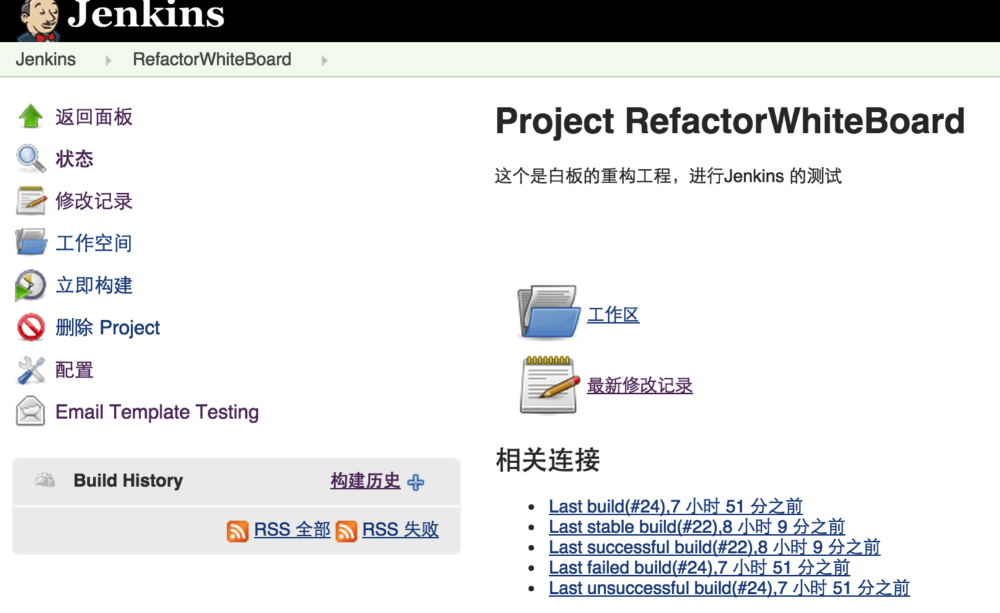 Jenkins
Jenkins RefactorWhiteBoard
返回面板
状态
修改记录
工作空间
立即构建
删除 Project
配置
Email Template Testing
Build History 构建历史
RSS 全部 RSS 失败
Project RefactorWhiteBoard
这个是白板的重构工程，进行Jenkins 的测试
工作区
最新修改记录
相关连接
Last build(#24),7 小时 51 分之前
Last stable build(#22),8 小时 9 分之前
Last successful build(#22),8 小时 9 分之前
Last failed build(#24),7 小时 51 分之前
Last unsuccessful build(#24),7 小时 51 分之前